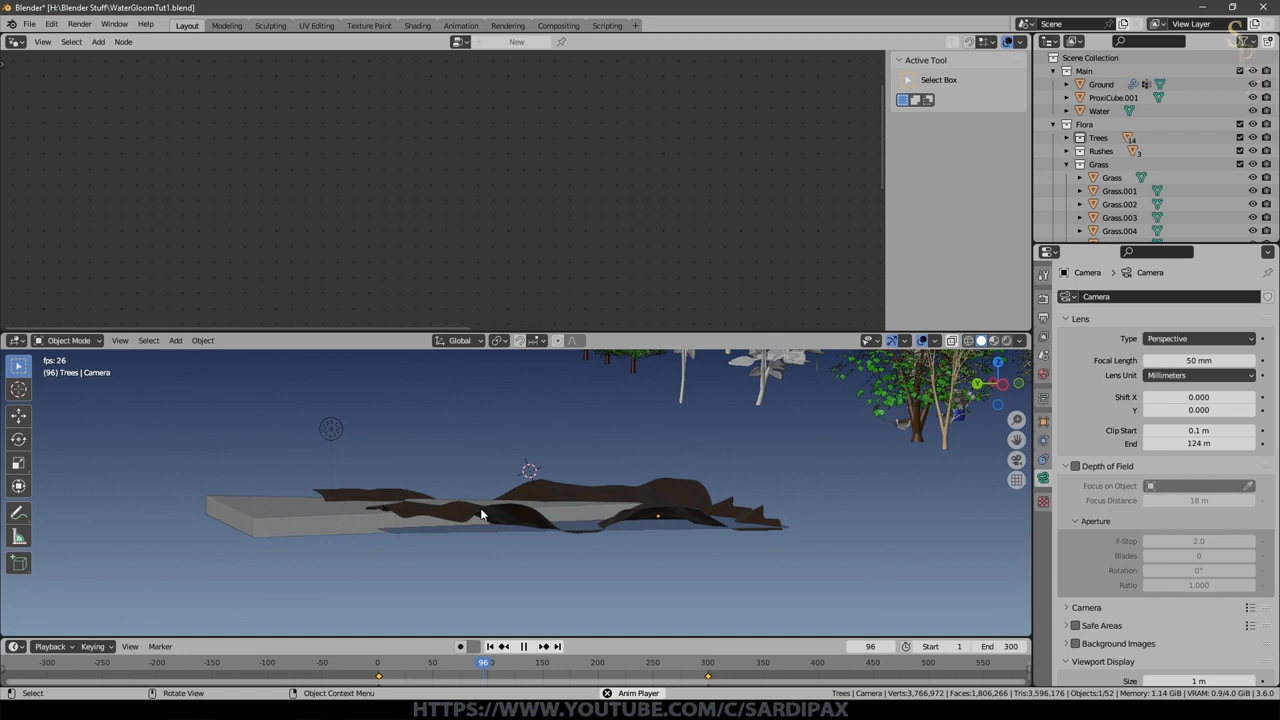 Blender* [H:\Blender Stuff\WaterGloomTut1.blend]
File Edit Render Window Help Layout Modeling Sculpting UV Editing Texture Paint Shading Animation Rendering Compositing Scripting + Scene View Layer
View Select Add Node New
Active Tool
Select Box
Scene Collection
Main
Ground
ProxiCube.001
Water
Flora
Trees 14
Rushes 3
Grass
Grass
Grass.001
Grass.002
Grass.003
Grass.004
Camera > Camera
Camera
Lens
Type Perspective
Focal Length 50 mm
Lens Unit Millimeters
Shift X 0.000
Y 0.000
Clip Start 0.1 m
End 124 m
Depth of Field
Focus on Object
Focus Distance 18 m
Aperture
F-Stop 2.0
Blades 0
Rotation 0°
Ratio 1.000
Camera
Safe Areas
Background Images
Viewport Display
Size 1 m
Object Mode View Select Add Object Global
fps: 26
(96) Trees | Camera
Z
Y
Playback Keying View Marker 96 Start 1 End 300
-300 -250 -200 -150 -100 -50 0 50 96 150 200 250 300 350 400 450 500 550
Select Rotate View Object Context Menu Anim Player Trees | Camera | Verts:3,766,972 | Faces:1,806,266 | Tris:3,596,176 | Objects:1/52 | Memory: 1.14 GiB | VRAM: 0.9/4.0 GiB | 3.6.0
HTTPS://WWW.YOUTUBE.COM/C/SARDIPAX